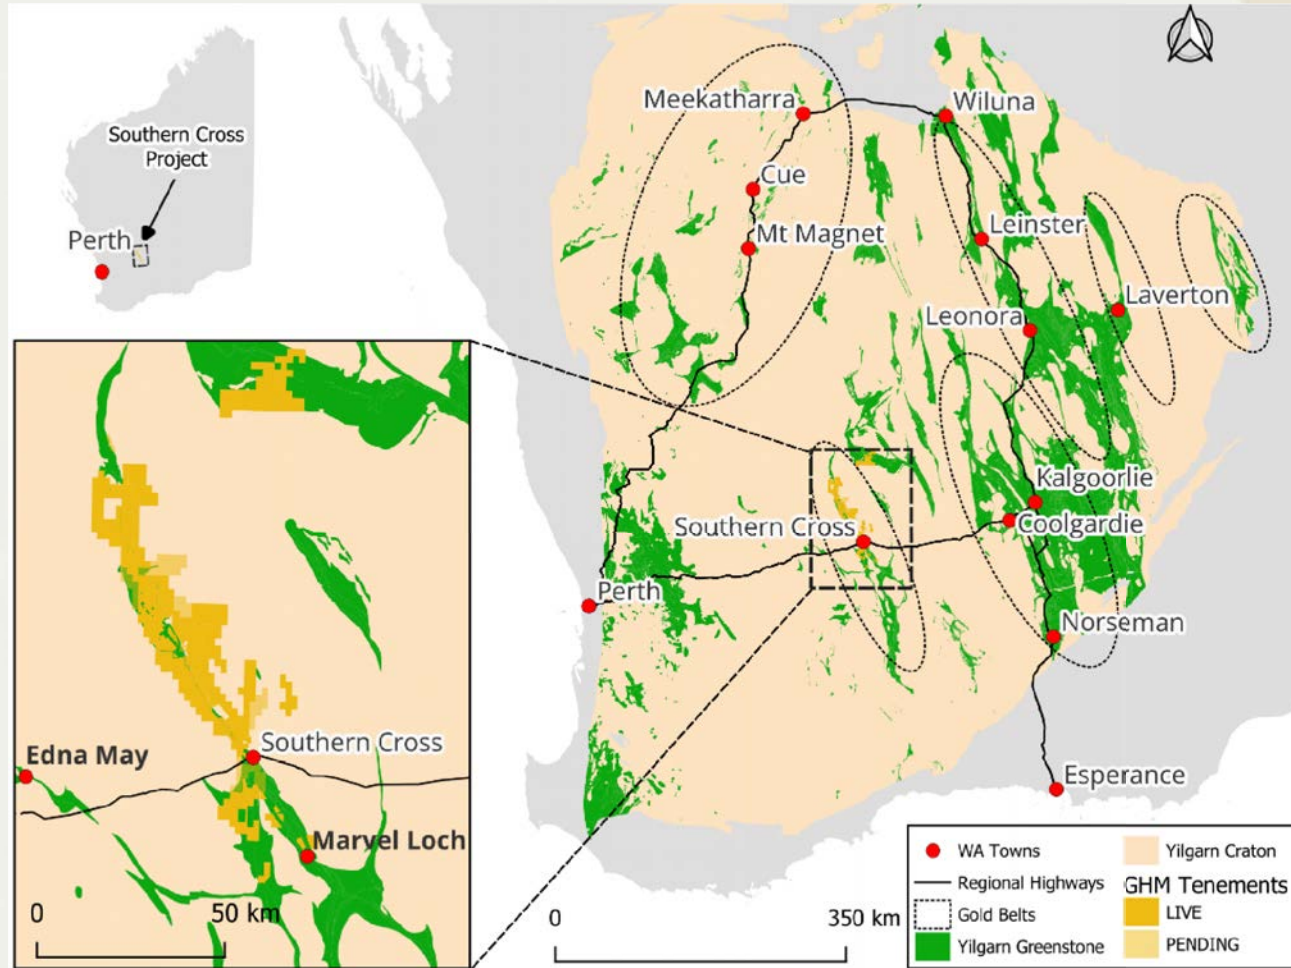 Southern Cross
Project
Perth
Meekatharra
Wiluna
Cue
Mt Magnet
Leinster
Laverton
Leonora
Kalgoorlie
Coolgardie
Southern Cross
Perth
Norseman
Esperance
Southern Cross
Edna May
Marvel Loch
0
50 km
0
350 km
WA Towns
Regional Highways
Gold Belts
Yilgarn Greenstone
Yilgarn Craton
GHM Tenements
LIVE
PENDING